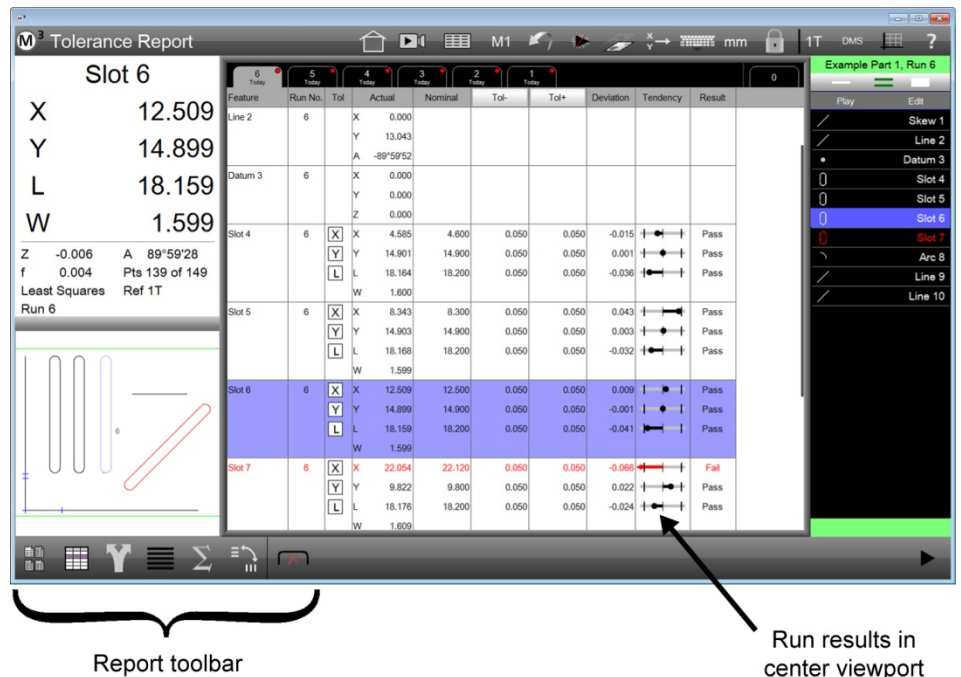 M³
M³ Tolerance Report M1 mm 1T DMS ?
Slot 6
X 12.509
Y 14.899
L 18.159
W 1.599
Z -0.006 A 89°59'28
f 0.004 Pts 139 of 149
Least Squares Ref 1T
Run 6
6
6 Today 5 Today 4 Today 3 Today 2 Today 1 Today 0
Feature Run No. Tol Actual Nominal Tol- Tol+ Deviation Tendency Result
Line 2 6 X 0.000
Y 13.043
A -89°59'52
Datum 3 6 X 0.000
Y 0.000
Z 0.000
Slot 4 6 X X 4.585 4.600 0.050 0.050 -0.015 Pass
Y Y 14.901 14.900 0.050 0.050 0.001 Pass
L L 18.164 18.200 0.050 0.050 -0.036 Pass
W 1.600
Slot 5 6 X X 8.343 8.300 0.050 0.050 0.043 Pass
Y Y 14.903 14.900 0.050 0.050 0.003 Pass
L L 18.168 18.200 0.050 0.050 -0.032 Pass
W 1.599
Slot 6 6 X X 12.509 12.500 0.050 0.050 0.009 Pass
Y Y 14.899 14.900 0.050 0.050 -0.001 Pass
L L 18.159 18.200 0.050 0.050 -0.041 Pass
W 1.599
Slot 7 6 X X 22.054 22.120 0.050 0.050 -0.066 Fail
Y Y 9.822 9.800 0.050 0.050 0.022 Pass
L L 18.176 18.200 0.050 0.050 -0.024 Pass
W 1.609
Example Part 1, Run 6
Play Edit
Skew 1
Line 2
Datum 3
Slot 4
Slot 5
Slot 6
Slot 7
Arc 8
Line 9
Line 10
Report toolbar
Run results in
center viewport